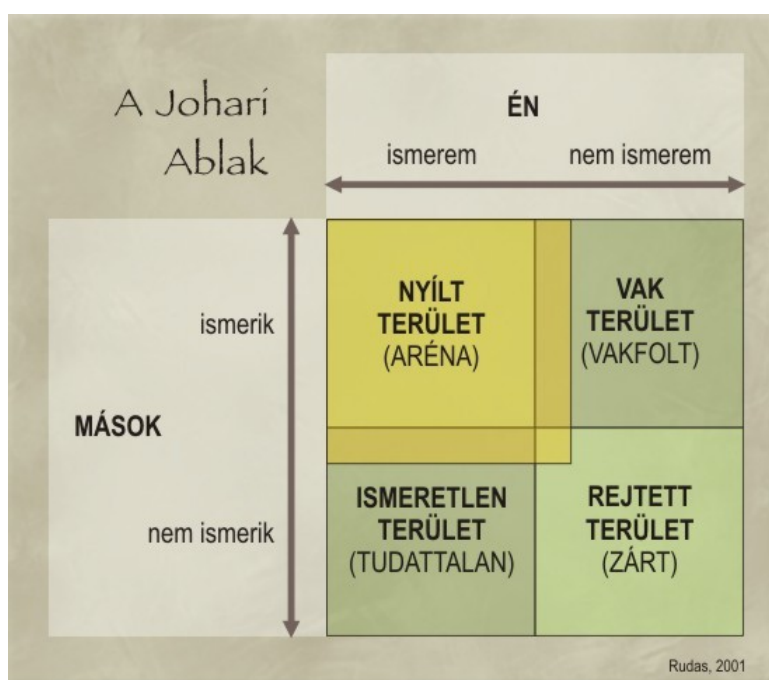 A Johari
Ablak
ÉN
ismerem
nem ismerem
ismerik
MÁSOK
nem ismerik
NYÍLT
TERÜLET
(ARÉNA)
VAK
TERÜLET
(VAKFOLT)
ISMERETLEN
TERÜLET
(TUDATTALAN)
REJTETT
TERÜLET
(ZÁRT)
Rudas, 2001